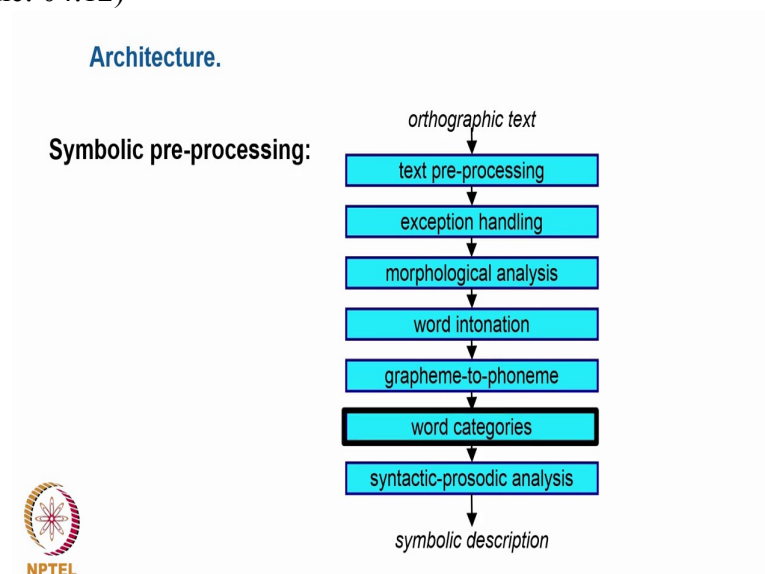 Architecture.
Symbolic pre-processing:
orthographic text
text pre-processing
exception handling
morphological analysis
word intonation
grapheme-to-phoneme
word categories
syntactic-prosodic analysis
symbolic description
NPTEL